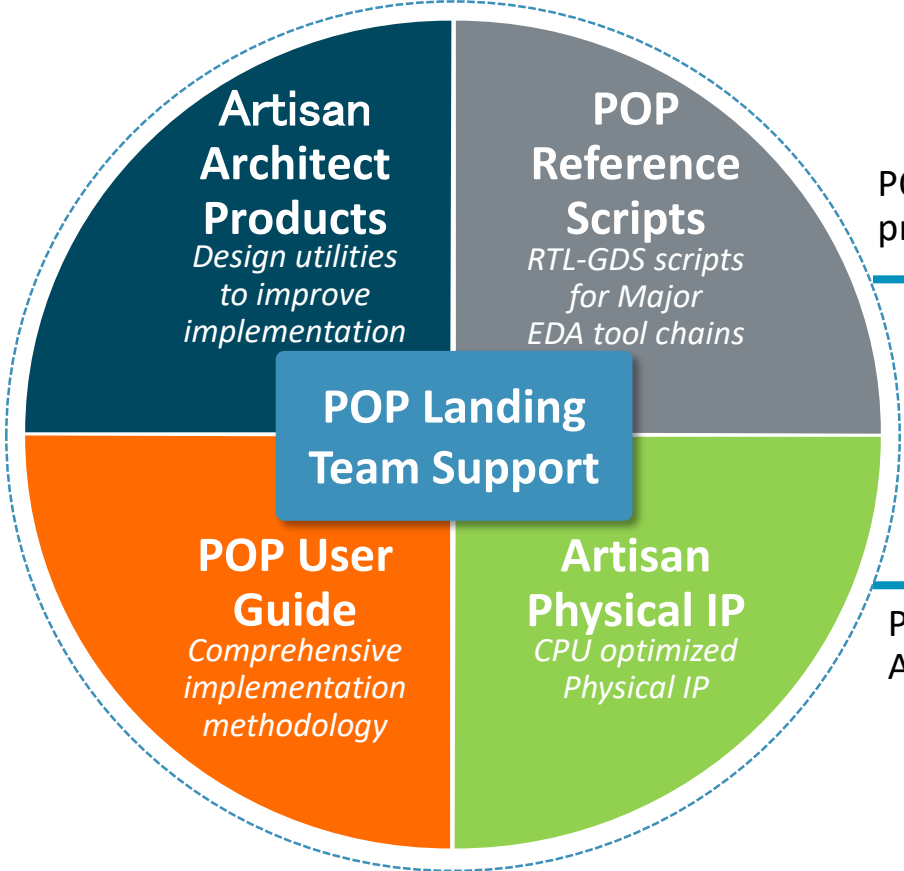 Artisan
Architect
Products
Design utilities
to improve
implementation
POP
Reference
Scripts
RTL-GDS scripts
for Major
EDA tool chains
POP Landing
Team Support
POP User
Guide
Comprehensive
implementation
methodology
Artisan
Physical IP
CPU optimized
Physical IP